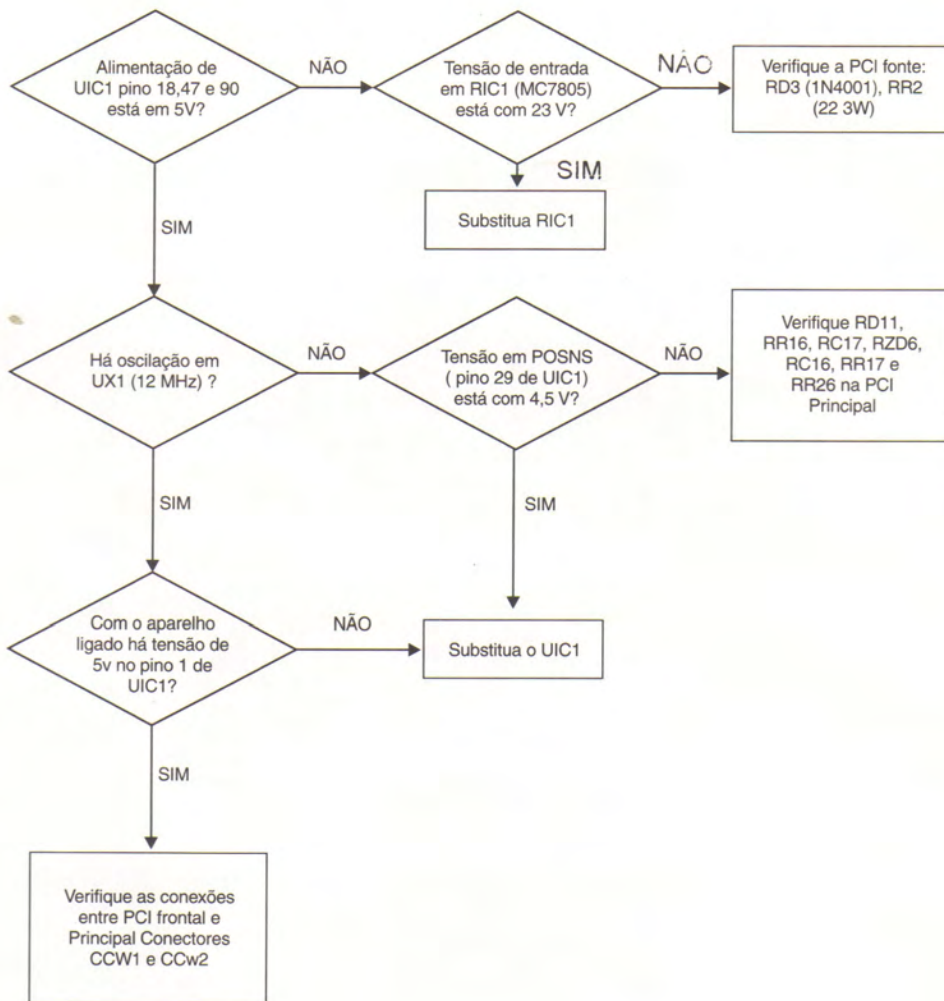 Alimentação de
UIC1 pino 18,47 e 90
está em 5V?
NÃO
Tensão de entrada
em RIC1 (MC7805)
está com 23 V?
NÃO
Verifique a PCI fonte:
RD3 (1N4001), RR2
(22 3W)
SIM
Substitua RIC1
SIM
Há oscilação em
UX1 (12 MHz) ?
NÃO
Tensão em POSNS
( pino 29 de UIC1)
está com 4,5 V?
NÃO
Verifique RD11,
RR16, RC17, RZD6,
RC16, RR17 e
RR26 na PCI
Principal
SIM
SIM
Com o aparelho
ligado há tensão de
5v no pino 1 de
UIC1?
NÃO
Substitua o UIC1
SIM
Verifique as conexões
entre PCI frontal e
Principal Conectores
CCW1 e CCw2